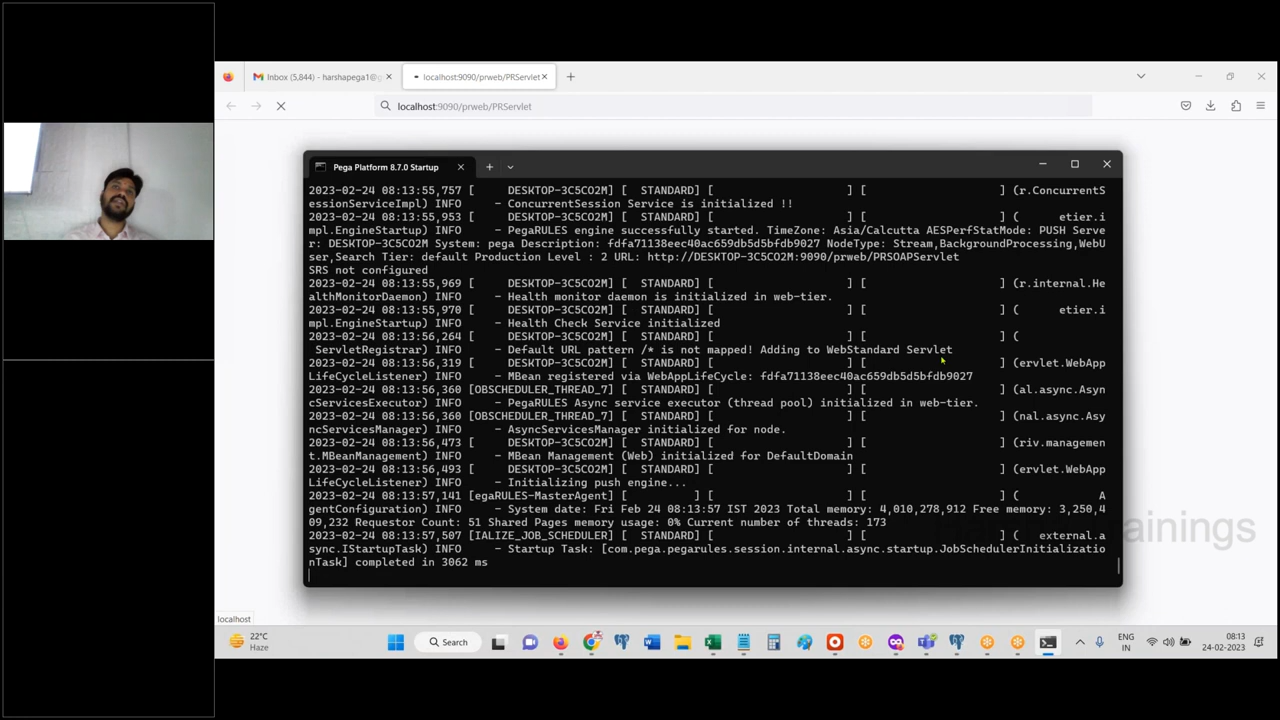 Inbox (5,844) - harshapega1@g
localhost:9090/prweb/PRServlet
localhost:9090/prweb/PRServlet
Pega Platform 8.7.0 Startup
2023-02-24 08:13:55,757 [      DESKTOP-3C5CO2M] [  STANDARD] [                    ] [                    ] (r.ConcurrentS
essionServiceImpl) INFO     - ConcurrentSession Service is initialized !!
2023-02-24 08:13:55,953 [      DESKTOP-3C5CO2M] [  STANDARD] [                    ] [                    ] (      etier.i
mpl.EngineStartup) INFO     - PegaRULES engine successfully started. TimeZone: Asia/Calcutta AESPerfStatMode: PUSH Serve
r: DESKTOP-3C5CO2M System: pega Description: fdfa71138eec40ac659db5d5bfdb9027 NodeType: Stream,BackgroundProcessing,WebU
ser,Search Tier: default Production Level : 2 URL: http://DESKTOP-3C5CO2M:9090/prweb/PRSOAPServlet
SRS not configured
2023-02-24 08:13:55,969 [      DESKTOP-3C5CO2M] [  STANDARD] [                    ] [                    ] (r.internal.He
althMonitorDaemon) INFO     - Health monitor daemon is initialized in web-tier.
2023-02-24 08:13:55,970 [      DESKTOP-3C5CO2M] [  STANDARD] [                    ] [                    ] (      etier.i
mpl.EngineStartup) INFO     - Health Check Service initialized
2023-02-24 08:13:56,264 [      DESKTOP-3C5CO2M] [  STANDARD] [                    ] [                    ] (
 ServletRegistrar) INFO     - Default URL pattern /* is not mapped! Adding to WebStandard Servlet
2023-02-24 08:13:56,319 [      DESKTOP-3C5CO2M] [  STANDARD] [                    ] [                    ] (ervlet.WebApp
LifeCycleListener) INFO     - MBean registered via WebAppLifeCycle: fdfa71138eec40ac659db5d5bfdb9027
2023-02-24 08:13:56,360 [OBSCHEDULER_THREAD_7] [  STANDARD] [                    ] [                    ] (al.async.Asyn
cServicesExecutor) INFO     - PegaRULES Async service executor (thread pool) initialized in web-tier.
2023-02-24 08:13:56,360 [OBSCHEDULER_THREAD_7] [  STANDARD] [                    ] [                    ] (nal.async.Asy
ncServicesManager) INFO     - AsyncServicesManager initialized for node.
2023-02-24 08:13:56,473 [      DESKTOP-3C5CO2M] [  STANDARD] [                    ] [                    ] (riv.managemen
t.MBeanManagement) INFO     - MBean Management (Web) initialized for DefaultDomain
2023-02-24 08:13:56,493 [      DESKTOP-3C5CO2M] [  STANDARD] [                    ] [                    ] (ervlet.WebApp
LifeCycleListener) INFO     - Initializing push engine...
2023-02-24 08:13:57,141 [egaRULES-MasterAgent] [          ] [                    ] [                    ] (            A
gentConfiguration) INFO     - System date: Fri Feb 24 08:13:57 IST 2023 Total memory: 4,010,278,912 Free memory: 3,250,4
09,232 Requestor Count: 51 Shared Pages memory usage: 0% Current number of threads: 173
2023-02-24 08:13:57,507 [IALIZE_JOB_SCHEDULER] [  STANDARD] [                    ] [                    ] (   external.a
sync.IStartupTask) INFO     - Startup Task: [com.pega.pegarules.session.internal.async.startup.JobSchedulerInitializatio
nTask] completed in 3062 ms
localhost
22°C
Haze
Search
ENG
IN
08:13
24-02-2023